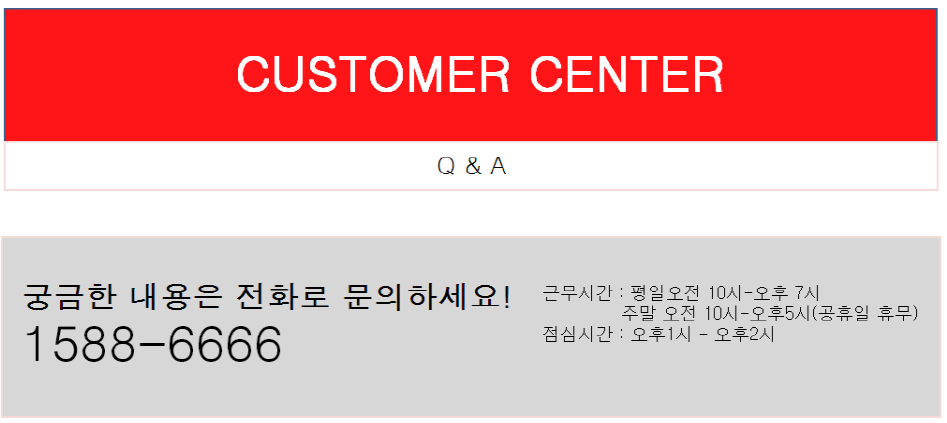 CUSTOMER CENTER
Q & A
궁금한 내용은 전화로 문의하세요!
1588-6666
근무시간 : 평일오전 10시-오후 7시
주말 오전 10시-오후5시(공휴일 휴무)
점심시간 : 오후1시 - 오후2시